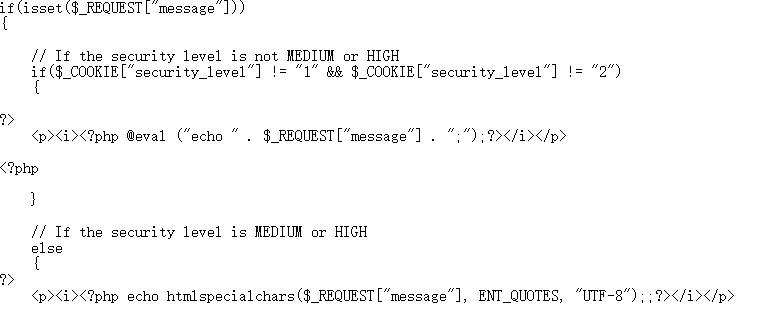 if(isset($_REQUEST["message"]))
{
// If the security level is not MEDIUM or HIGH
if($_COOKIE["security_level"] != "1" && $_COOKIE["security_level"] != "2")
{
?>
<p><i><?php @eval ("echo " . $_REQUEST["message"] . ";");?></i></p>
<?php
}
// If the security level is MEDIUM or HIGH
else
{
?>
<p><i><?php echo htmlspecialchars($_REQUEST["message"], ENT_QUOTES, "UTF-8");;?></i></p>